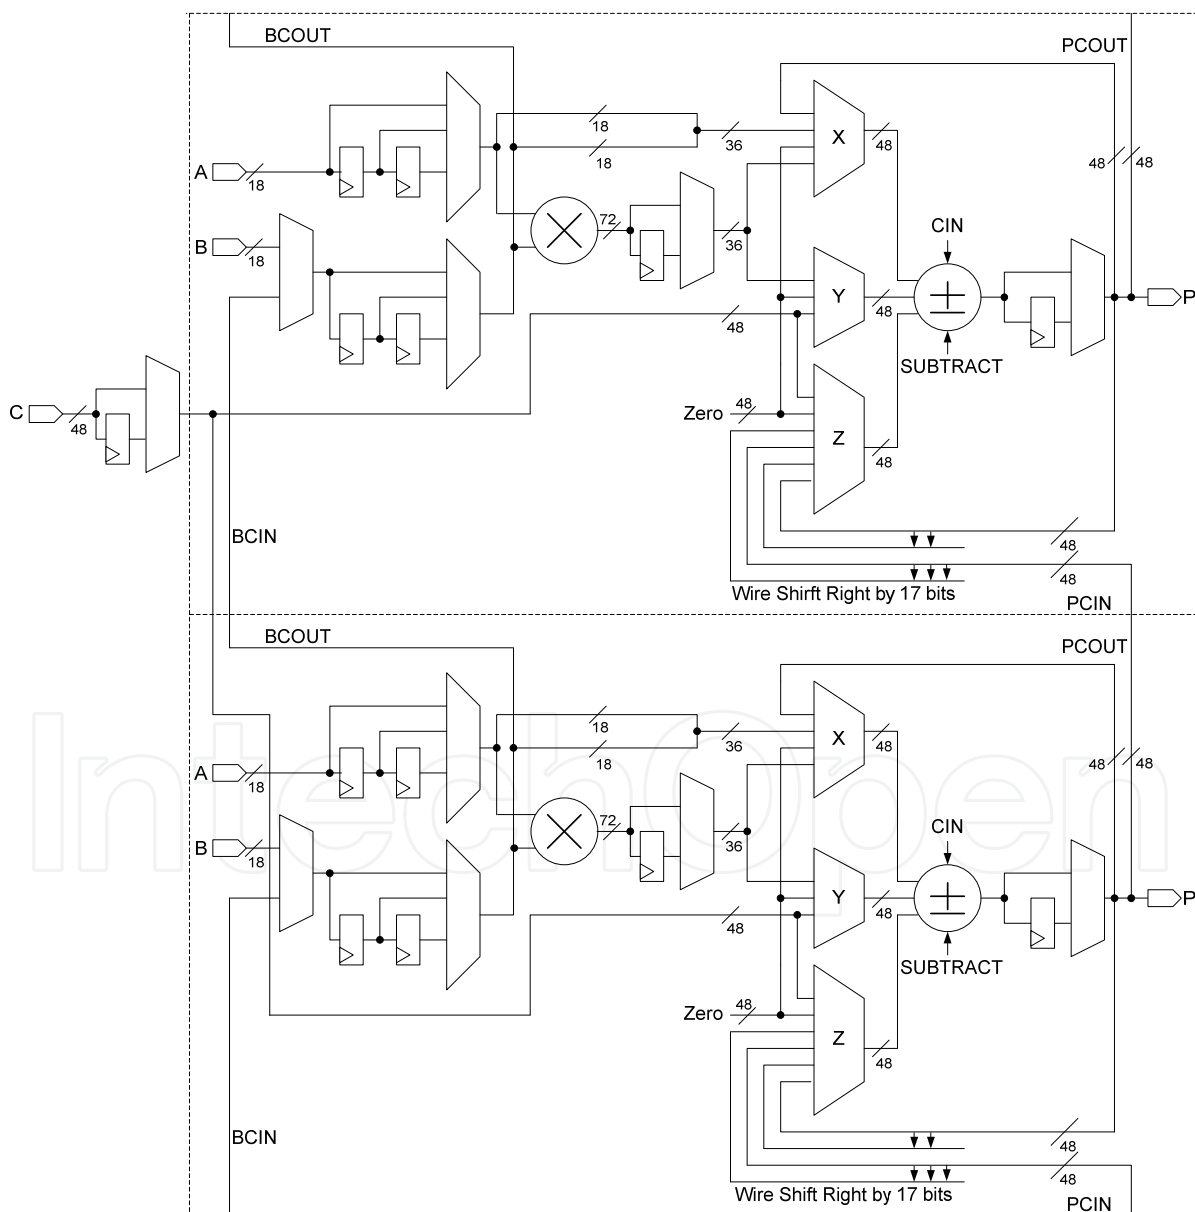 BCOUT
PCOUT
18
X
48
36
A
18
18
48
48
72
B
18
36
CIN
Y
48
P
48
SUBTRACT
C
48
Zero
48
Z
48
BCIN
48
48
Wire Shirft Right by 17 bits
PCIN
BCOUT
PCOUT
18
X
48
36
A
18
18
48
48
72
B
18
36
CIN
Y
48
P
48
SUBTRACT
Zero
48
Z
48
BCIN
48
48
Wire Shift Right by 17 bits
PCIN
IntechOpen